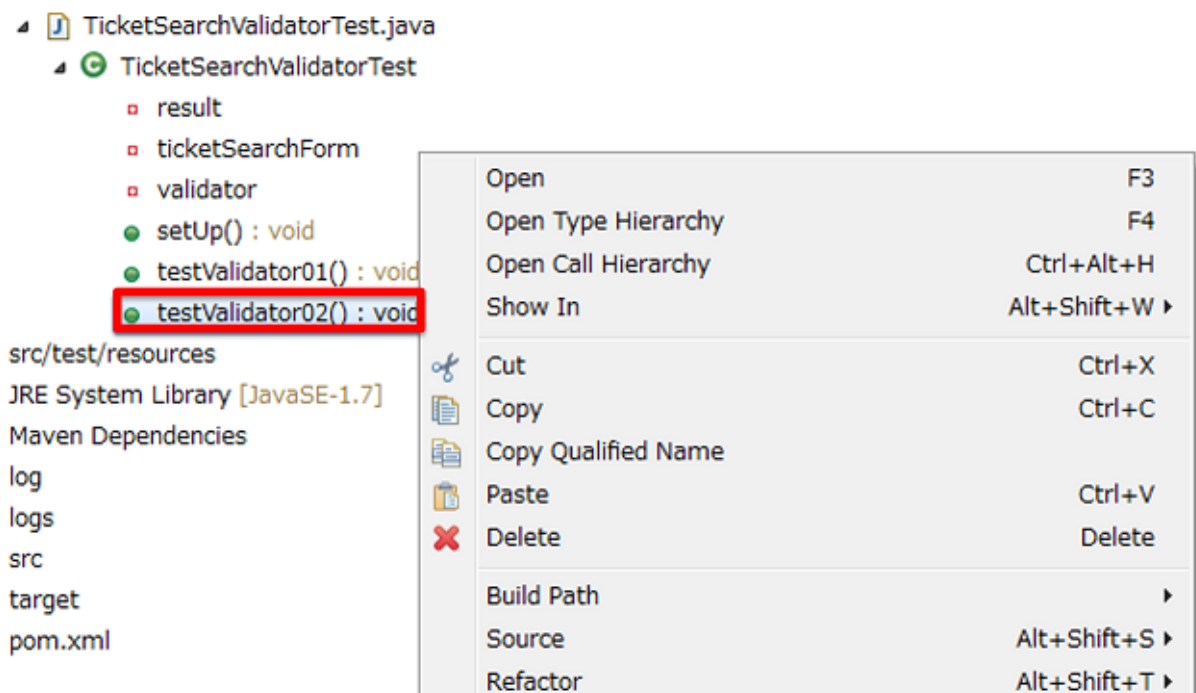 TicketSearchValidatorTest.java
TicketSearchValidatorTest
result
ticketSearchForm
validator
setUp() : void
testValidator01() : void
testValidator02() : void
src/test/resources
JRE System Library [JavaSE-1.7]
Maven Dependencies
log
logs
src
target
pom.xml
Open F3
Open Type Hierarchy F4
Open Call Hierarchy Ctrl+Alt+H
Show In Alt+Shift+W
Cut Ctrl+X
Copy Ctrl+C
Copy Qualified Name
Paste Ctrl+V
Delete Delete
Build Path
Source Alt+Shift+S
Refactor Alt+Shift+T